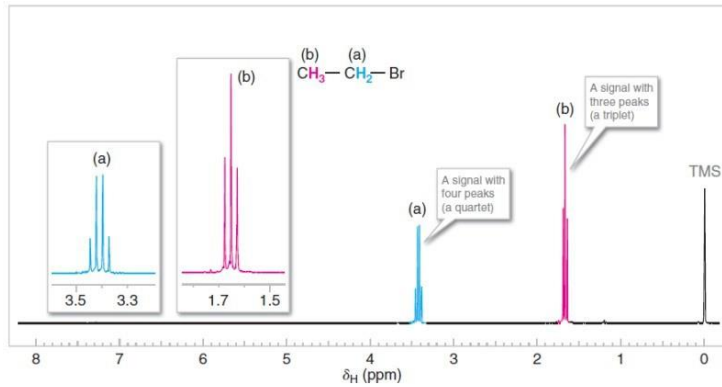 (b) (a)
CH₃—CH₂—Br
(b)
(a)
3.5 3.3
1.7 1.5
A signal with
three peaks
(a triplet)
(b)
A signal with
four peaks
(a quartet)
(a)
TMS
8 7 6 5 4 3 2 1 0
δH (ppm)